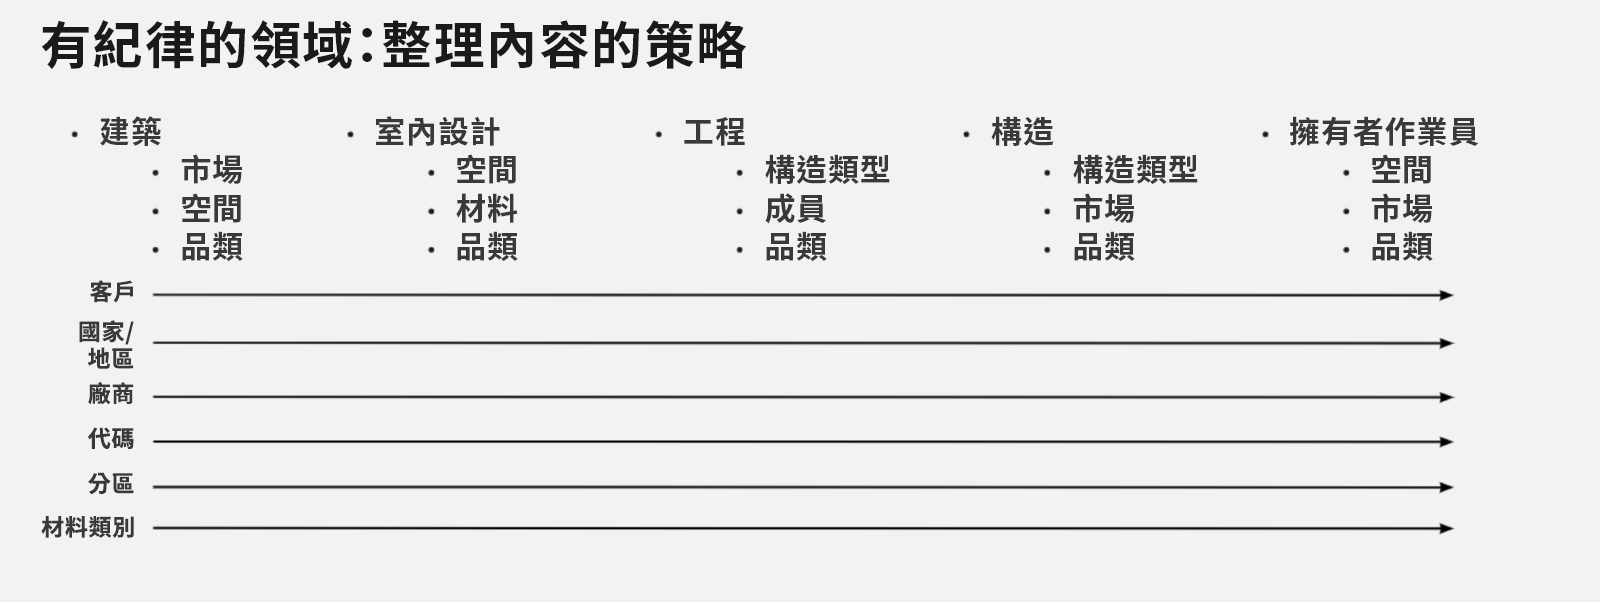 有紀律的領域:整理內容的策略
• 建築
• 市場
• 空間
• 品類
• 室內設計
• 空間
• 材料
• 品類
• 工程
• 構造類型
• 成員
• 品類
• 構造
• 構造類型
• 市場
• 品類
• 擁有者作業員
• 空間
• 市場
• 品類
客戶
國家/
地區
廠商
代碼
分區
材料類別